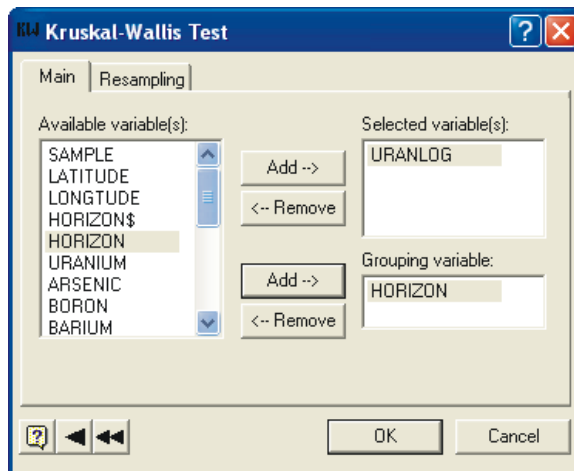 KW Kruskal-Wallis Test
Main
Resampling
Available variable(s):
SAMPLE
LATITUDE
LONGTUDE
HORIZON$
HORIZON
URANIUM
ARSENIC
BORON
BARIUM
Add -->
<-- Remove
Selected variable(s):
URANLOG
Add -->
<-- Remove
Grouping variable:
HORIZON
OK
Cancel